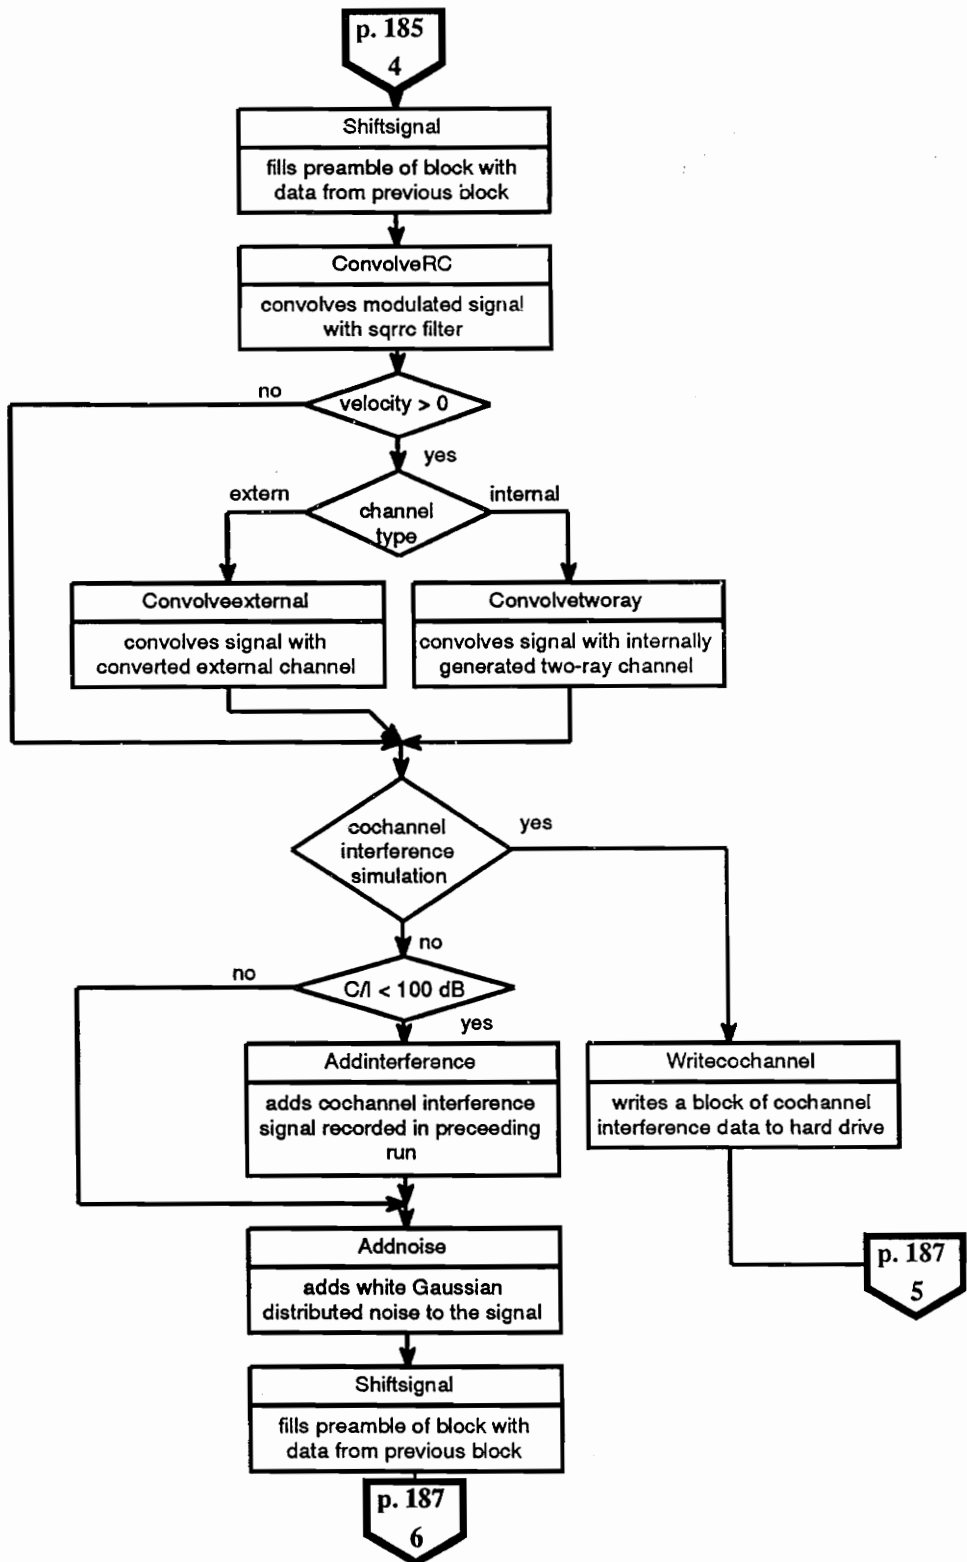 p. 185
4
Shiftsignal
fills preamble of block with
data from previous block
ConvolveRC
convolves modulated signal
with sqrrc filter
no
velocity > 0
yes
extern
internal
channel
type
Convolveexternal
convolves signal with
converted external channel
Convolvetworay
convolves signal with internally
generated two-ray channel
cochannel
interference
simulation
yes
no
no
C/I < 100 dB
yes
Addinterference
adds cochannel interference
signal recorded in preceeding
run
Writecochannel
writes a block of cochannel
interference data to hard drive
Addnoise
adds white Gaussian
distributed noise to the signal
p. 187
5
Shiftsignal
fills preamble of block with
data from previous block
p. 187
6